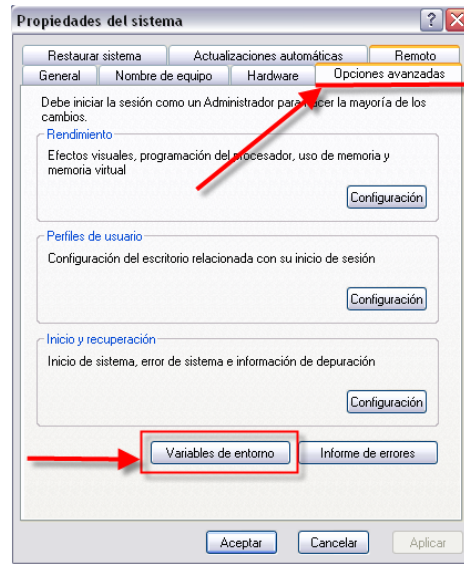 Propiedades del sistema
Restaurar sistema Actualizaciones automáticas Remoto
General Nombre de equipo Hardware Opciones avanzadas
Debe iniciar la sesión como un Administrador para hacer la mayoría de los
cambios.
Rendimiento
Efectos visuales, programación del procesador, uso de memoria y
memoria virtual
Configuración
Perfiles de usuario
Configuración del escritorio relacionada con su inicio de sesión
Configuración
Inicio y recuperación
Inicio de sistema, error de sistema e información de depuración
Configuración
Variables de entorno Informe de errores
Aceptar Cancelar Aplicar